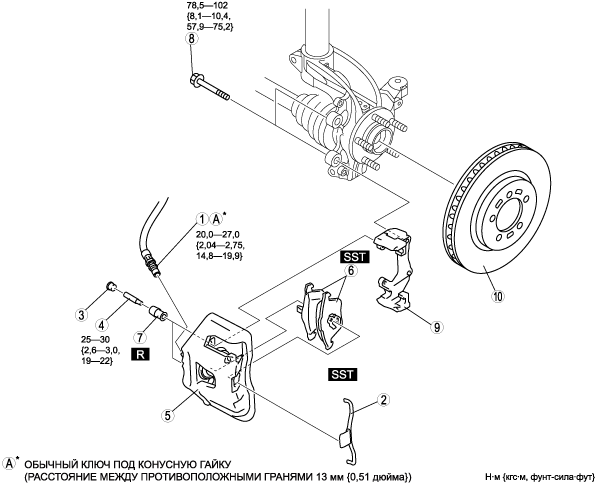 78,5—102
{8,1—10,4,
57,9—75,2}
8
1 A*
20,0—27,0
{2,04—2,75,
14,8—19,9}
SST
6
3
4
7
25—30
{2,6—3,0,
19—22}
R
5
SST
2
9
10
A* ОБЫЧНЫЙ КЛЮЧ ПОД КОНУСНУЮ ГАЙКУ
(РАССТОЯНИЕ МЕЖДУ ПРОТИВОПОЛОЖНЫМИ ГРАНЯМИ 13 мм {0,51 дюйма})
Н·м {кгс·м, фунт-сила·фут}